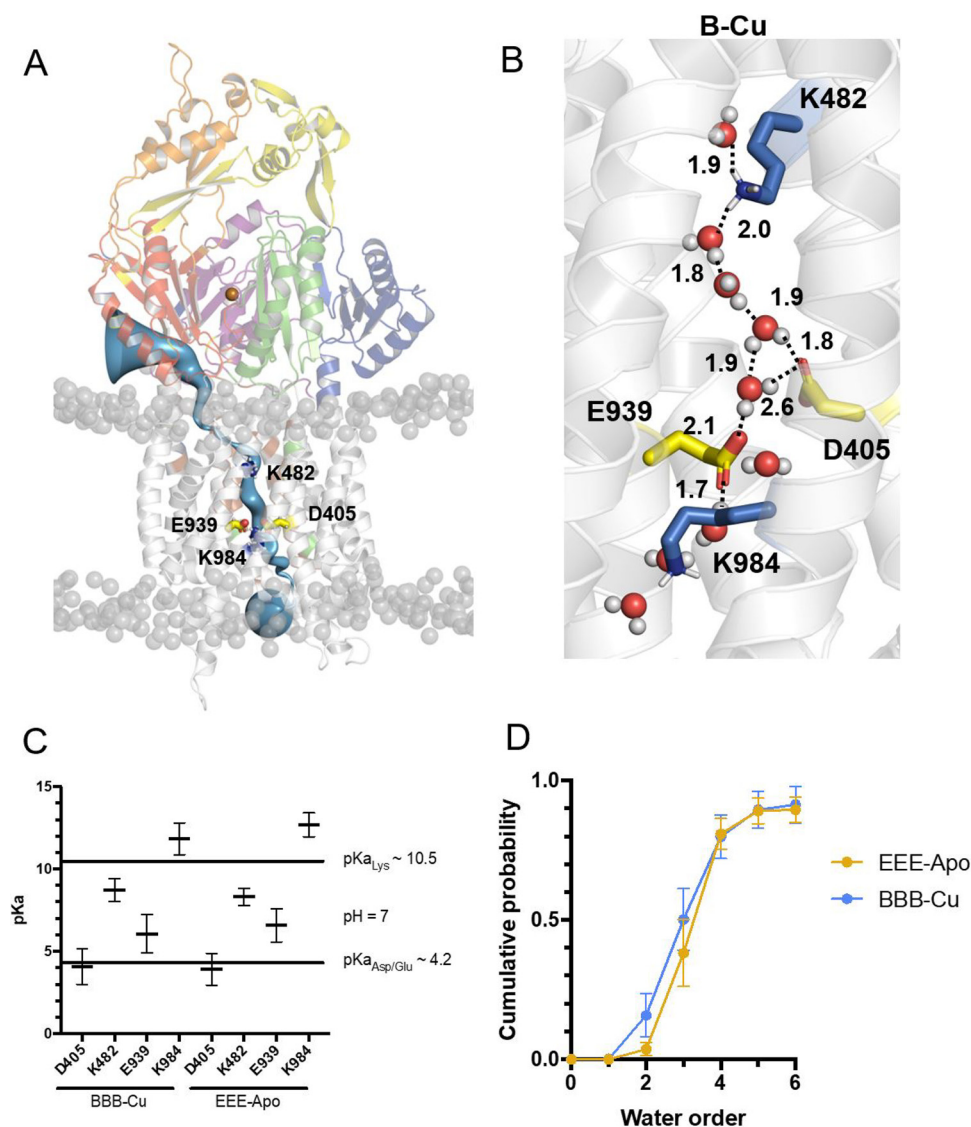 A
K482
E939
D405
K984
B
B-Cu
K482
1.9
2.0
1.8
1.9
1.8
1.9
2.6
E939
2.1
D405
1.7
K984
C
15
10
5
0
pKa
pKaLys ~ 10.5
pH = 7
pKaAsp/Glu ~ 4.2
D405 K482 E939 K984 D405 K482 E939 K984
BBB-Cu EEE-Apo
D
1.0
0.5
0.0
Cumulative probability
0 2 4 6
Water order
EEE-Apo
BBB-Cu